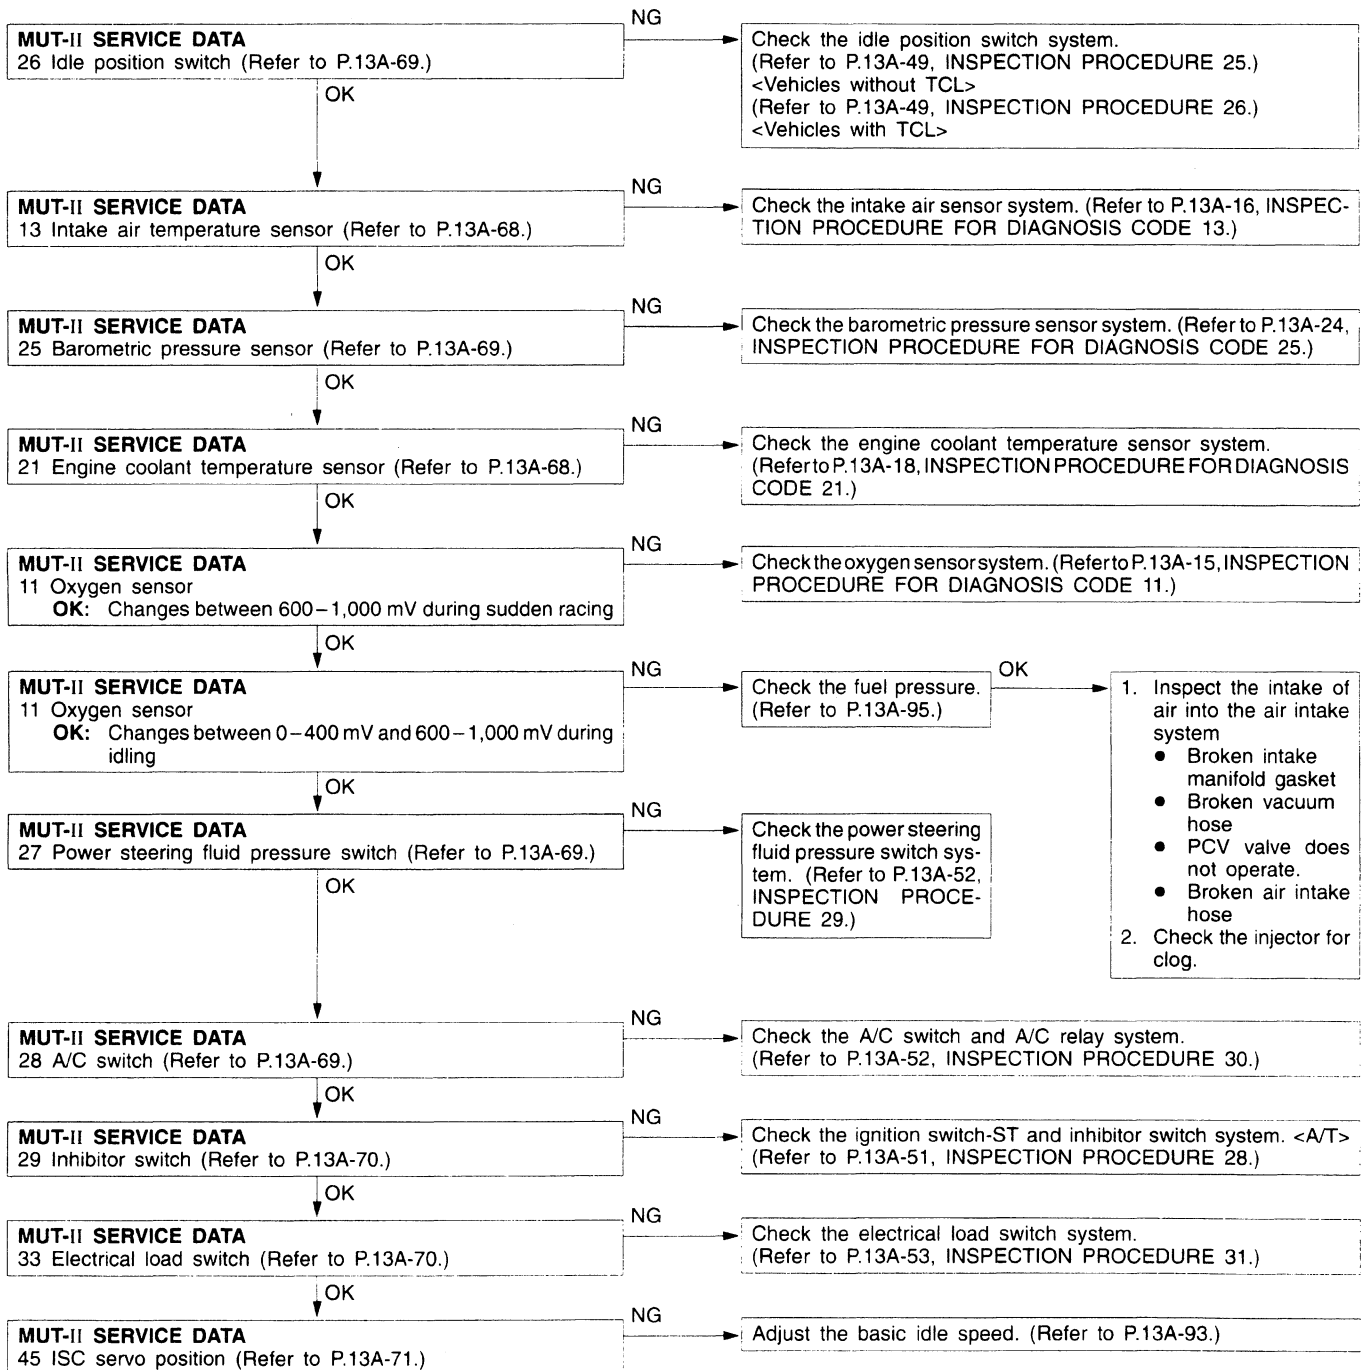 MUT-II SERVICE DATA
26 Idle position switch (Refer to P.13A-69.)
NG
Check the idle position switch system.
(Refer to P.13A-49, INSPECTION PROCEDURE 25.)
<Vehicles without TCL>
(Refer to P.13A-49, INSPECTION PROCEDURE 26.)
<Vehicles with TCL>
OK
MUT-II SERVICE DATA
13 Intake air temperature sensor (Refer to P.13A-68.)
NG
Check the intake air sensor system. (Refer to P.13A-16, INSPEC-
TION PROCEDURE FOR DIAGNOSIS CODE 13.)
OK
MUT-II SERVICE DATA
25 Barometric pressure sensor (Refer to P.13A-69.)
NG
Check the barometric pressure sensor system. (Refer to P.13A-24,
INSPECTION PROCEDURE FOR DIAGNOSIS CODE 25.)
OK
MUT-II SERVICE DATA
21 Engine coolant temperature sensor (Refer to P.13A-68.)
NG
Check the engine coolant temperature sensor system.
(Refer to P.13A-18, INSPECTION PROCEDURE FOR DIAGNOSIS
CODE 21.)
OK
MUT-II SERVICE DATA
11 Oxygen sensor
OK: Changes between 600–1,000 mV during sudden racing
NG
Check the oxygen sensor system. (Refer to P.13A-15, INSPECTION
PROCEDURE FOR DIAGNOSIS CODE 11.)
OK
MUT-II SERVICE DATA
11 Oxygen sensor
OK: Changes between 0–400 mV and 600–1,000 mV during
idling
NG
Check the fuel pressure.
(Refer to P.13A-95.)
OK
1. Inspect the intake of
air into the air intake
system
● Broken intake
manifold gasket
● Broken vacuum
hose
● PCV valve does
not operate.
● Broken air intake
hose
2. Check the injector for
clog.
OK
MUT-II SERVICE DATA
27 Power steering fluid pressure switch (Refer to P.13A-69.)
NG
Check the power steering
fluid pressure switch sys-
tem. (Refer to P.13A-52,
INSPECTION PROCE-
DURE 29.)
OK
MUT-II SERVICE DATA
28 A/C switch (Refer to P.13A-69.)
NG
Check the A/C switch and A/C relay system.
(Refer to P.13A-52, INSPECTION PROCEDURE 30.)
OK
MUT-II SERVICE DATA
29 Inhibitor switch (Refer to P.13A-70.)
NG
Check the ignition switch-ST and inhibitor switch system. <A/T>
(Refer to P.13A-51, INSPECTION PROCEDURE 28.)
OK
MUT-II SERVICE DATA
33 Electrical load switch (Refer to P.13A-70.)
NG
Check the electrical load switch system.
(Refer to P.13A-53, INSPECTION PROCEDURE 31.)
OK
MUT-II SERVICE DATA
45 ISC servo position (Refer to P.13A-71.)
NG
Adjust the basic idle speed. (Refer to P.13A-93.)